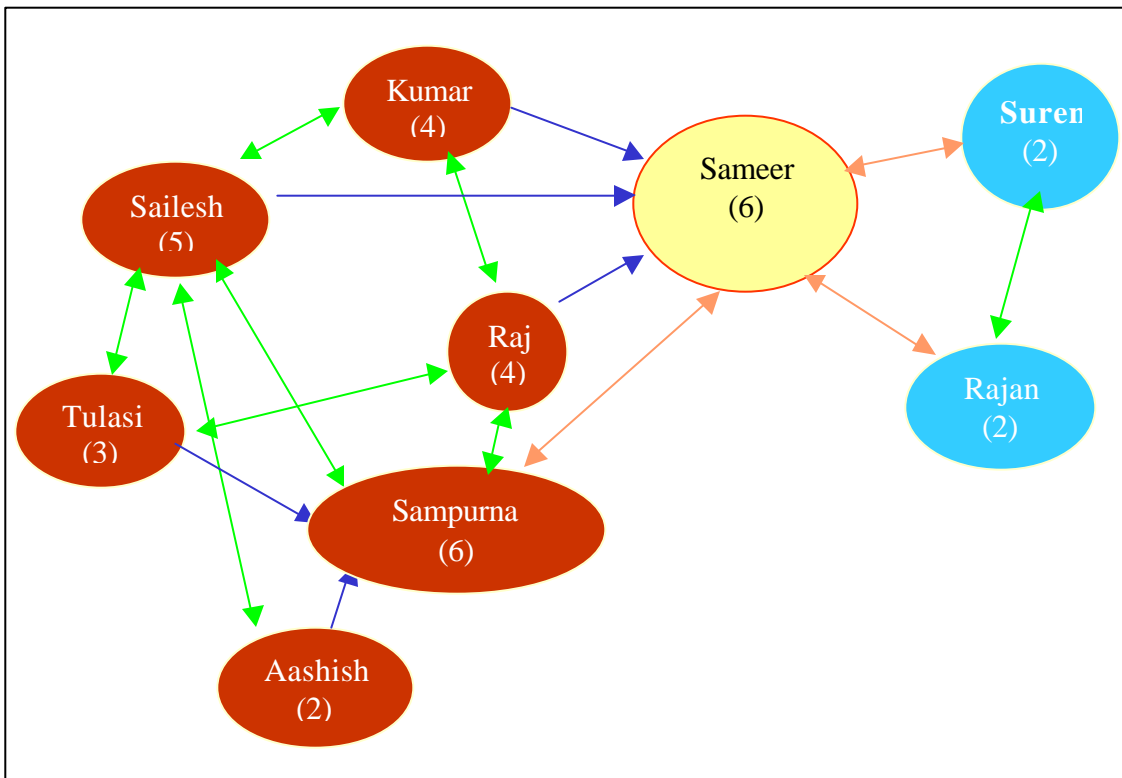 Kumar
(4)
Suren
(2)
Sameer
(6)
Sailesh
(5)
Raj
(4)
Rajan
(2)
Tulasi
(3)
Sampurna
(6)
Aashish
(2)